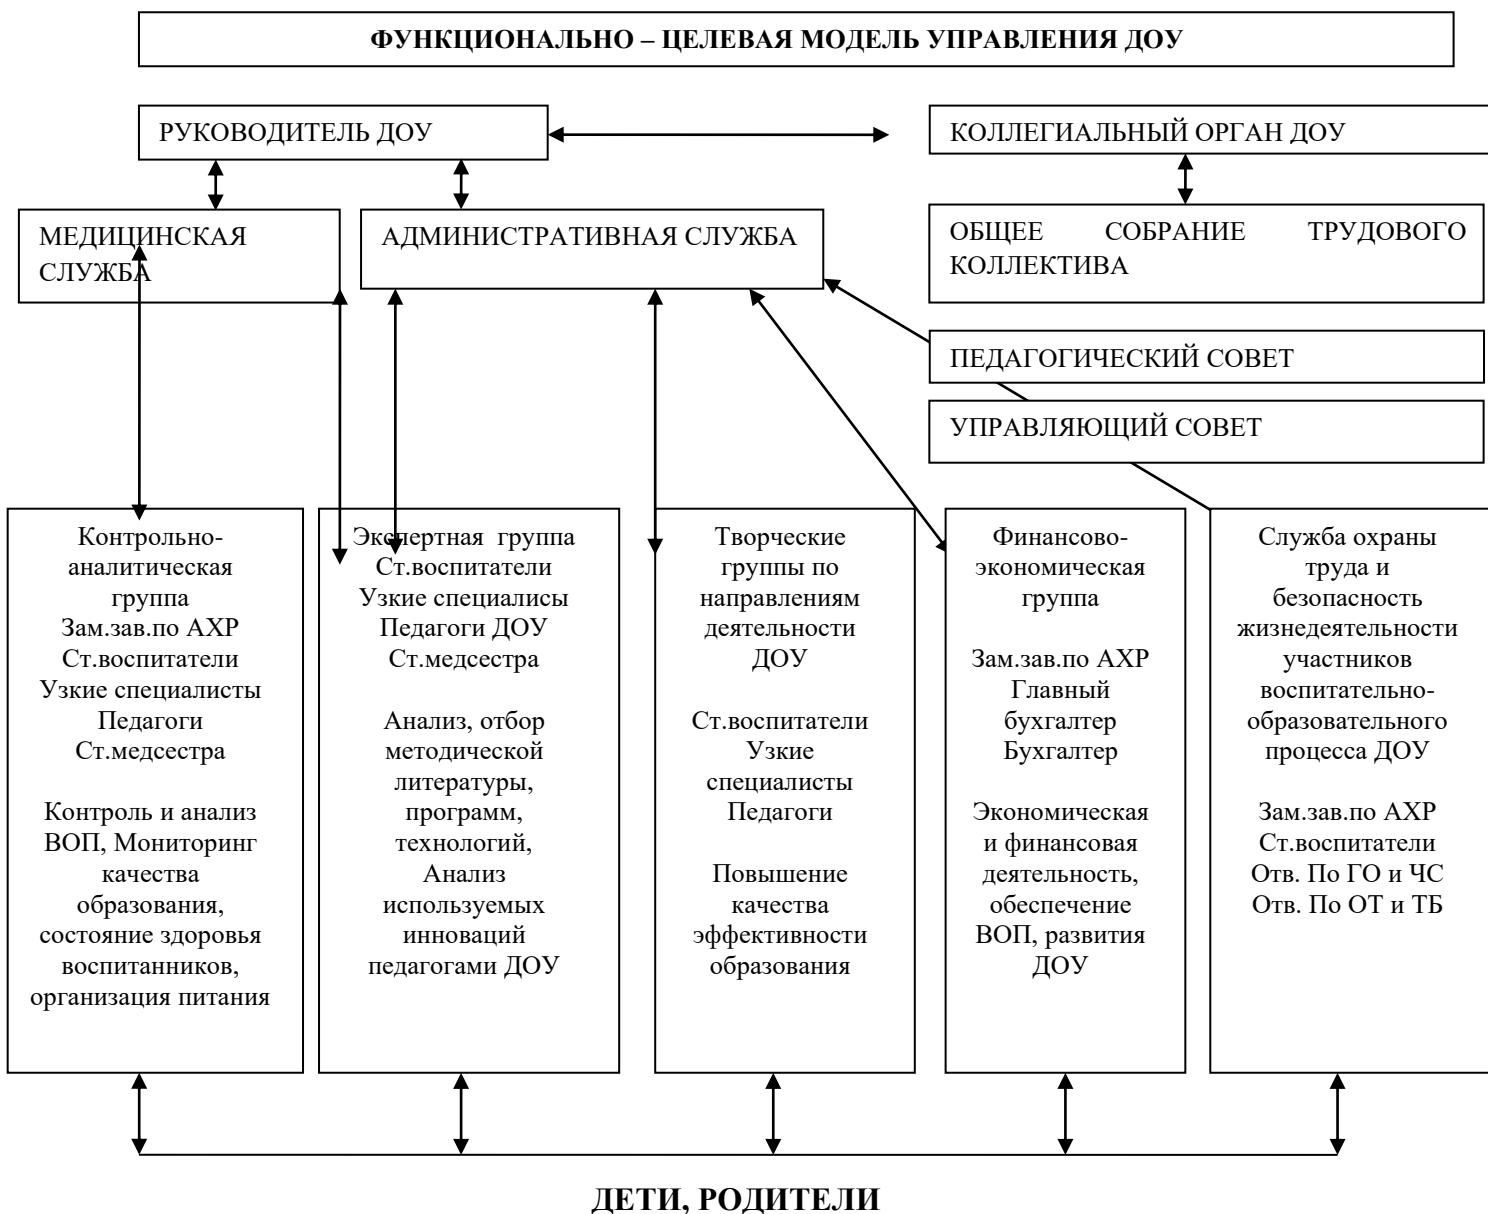 ФУНКЦИОНАЛЬНО – ЦЕЛЕВАЯ МОДЕЛЬ УПРАВЛЕНИЯ ДОУ
РУКОВОДИТЕЛЬ ДОУ
КОЛЛЕГИАЛЬНЫЙ ОРГАН ДОУ
МЕДИЦИНСКАЯ
СЛУЖБА
АДМИНИСТРАТИВНАЯ СЛУЖБА
ОБЩЕЕ СОБРАНИЕ ТРУДОВОГО
КОЛЛЕКТИВА
ПЕДАГОГИЧЕСКИЙ СОВЕТ
УПРАВЛЯЮЩИЙ СОВЕТ
Контрольно-
аналитическая
группа
Зам.зав.по АХР
Ст.воспитатели
Узкие специалисты
Педагоги
Ст.медсестра
Контроль и анализ
ВОП, Мониторинг
качества
образования,
состояние здоровья
воспитанников,
организация питания
Экспертная группа
Ст.воспитатели
Узкие специалисы
Педагоги ДОУ
Ст.медсестра
Анализ, отбор
методической
литературы,
программ,
технологий,
Анализ
используемых
инноваций
педагогами ДОУ
Творческие
группы по
направлениям
деятельности
ДОУ
Ст.воспитатели
Узкие
специалисты
Педагоги
Повышение
качества
эффективности
образования
Финансово-
экономическая
группа
Зам.зав.по АХР
Главный
бухгалтер
Бухгалтер
Экономическая
и финансовая
деятельность,
обеспечение
ВОП, развития
ДОУ
Служба охраны
труда и
безопасность
жизнедеятельности
участников
воспитательно-
образовательного
процесса ДОУ
Зам.зав.по АХР
Ст.воспитатели
Отв. По ГО и ЧС
Отв. По ОТ и ТБ
ДЕТИ, РОДИТЕЛИ